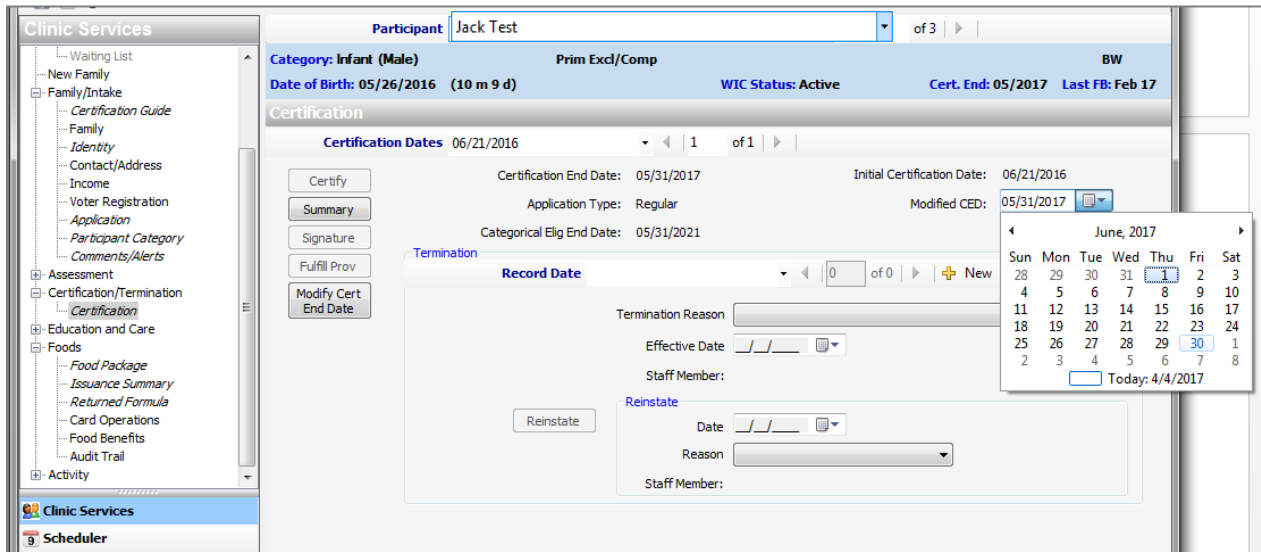 Clinic Services
Waiting List
New Family
Family/Intake
Certification Guide
Family
Identity
Contact/Address
Income
Voter Registration
Application
Participant Category
Comments/Alerts
Assessment
Certification/Termination
Certification
Education and Care
Foods
Food Package
Issuance Summary
Returned Formula
Card Operations
Food Benefits
Audit Trail
Activity
Clinic Services
9 Scheduler
Participant Jack Test of 3
Category: Infant (Male) Prim Excl/Comp BW
Date of Birth: 05/26/2016 (10 m 9 d) WIC Status: Active Cert. End: 05/2017 Last FB: Feb 17
Certification
Certification Dates 06/21/2016 1 of 1
Certify
Summary
Signature
Fulfill Prov
Modify Cert
End Date
Certification End Date: 05/31/2017 Initial Certification Date: 06/21/2016
Application Type: Regular Modified CED: 05/31/2017
Categorical Elig End Date: 05/31/2021
Termination
Record Date 0 of 0 New
Termination Reason
Effective Date __/__/____
Staff Member:
Reinstate
Reinstate
Date __/__/____
Reason
Staff Member:
June, 2017
Sun Mon Tue Wed Thu Fri Sat
28 29 30 31 1 2 3
4 5 6 7 8 9 10
11 12 13 14 15 16 17
18 19 20 21 22 23 24
25 26 27 28 29 30 1
2 3 4 5 6 7 8
Today: 4/4/2017